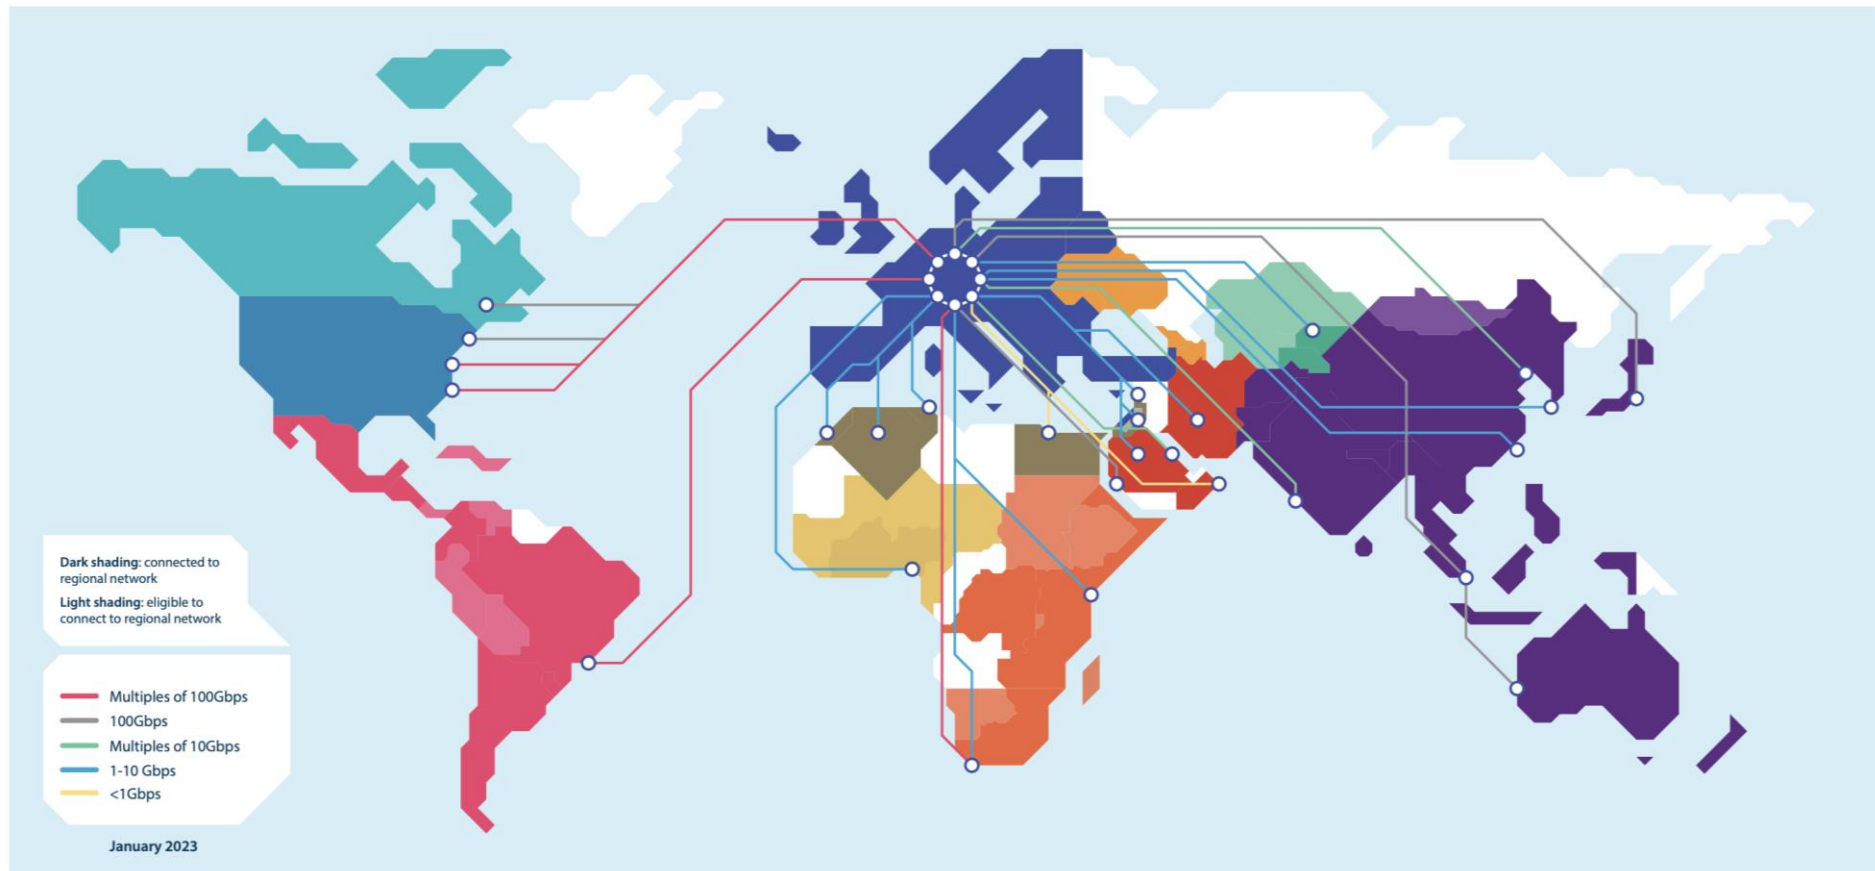 Dark shading: connected to
regional network
Light shading: eligible to
connect to regional network
Multiples of 100Gbps
100Gbps
Multiples of 10Gbps
1-10 Gbps
<1Gbps
January 2023